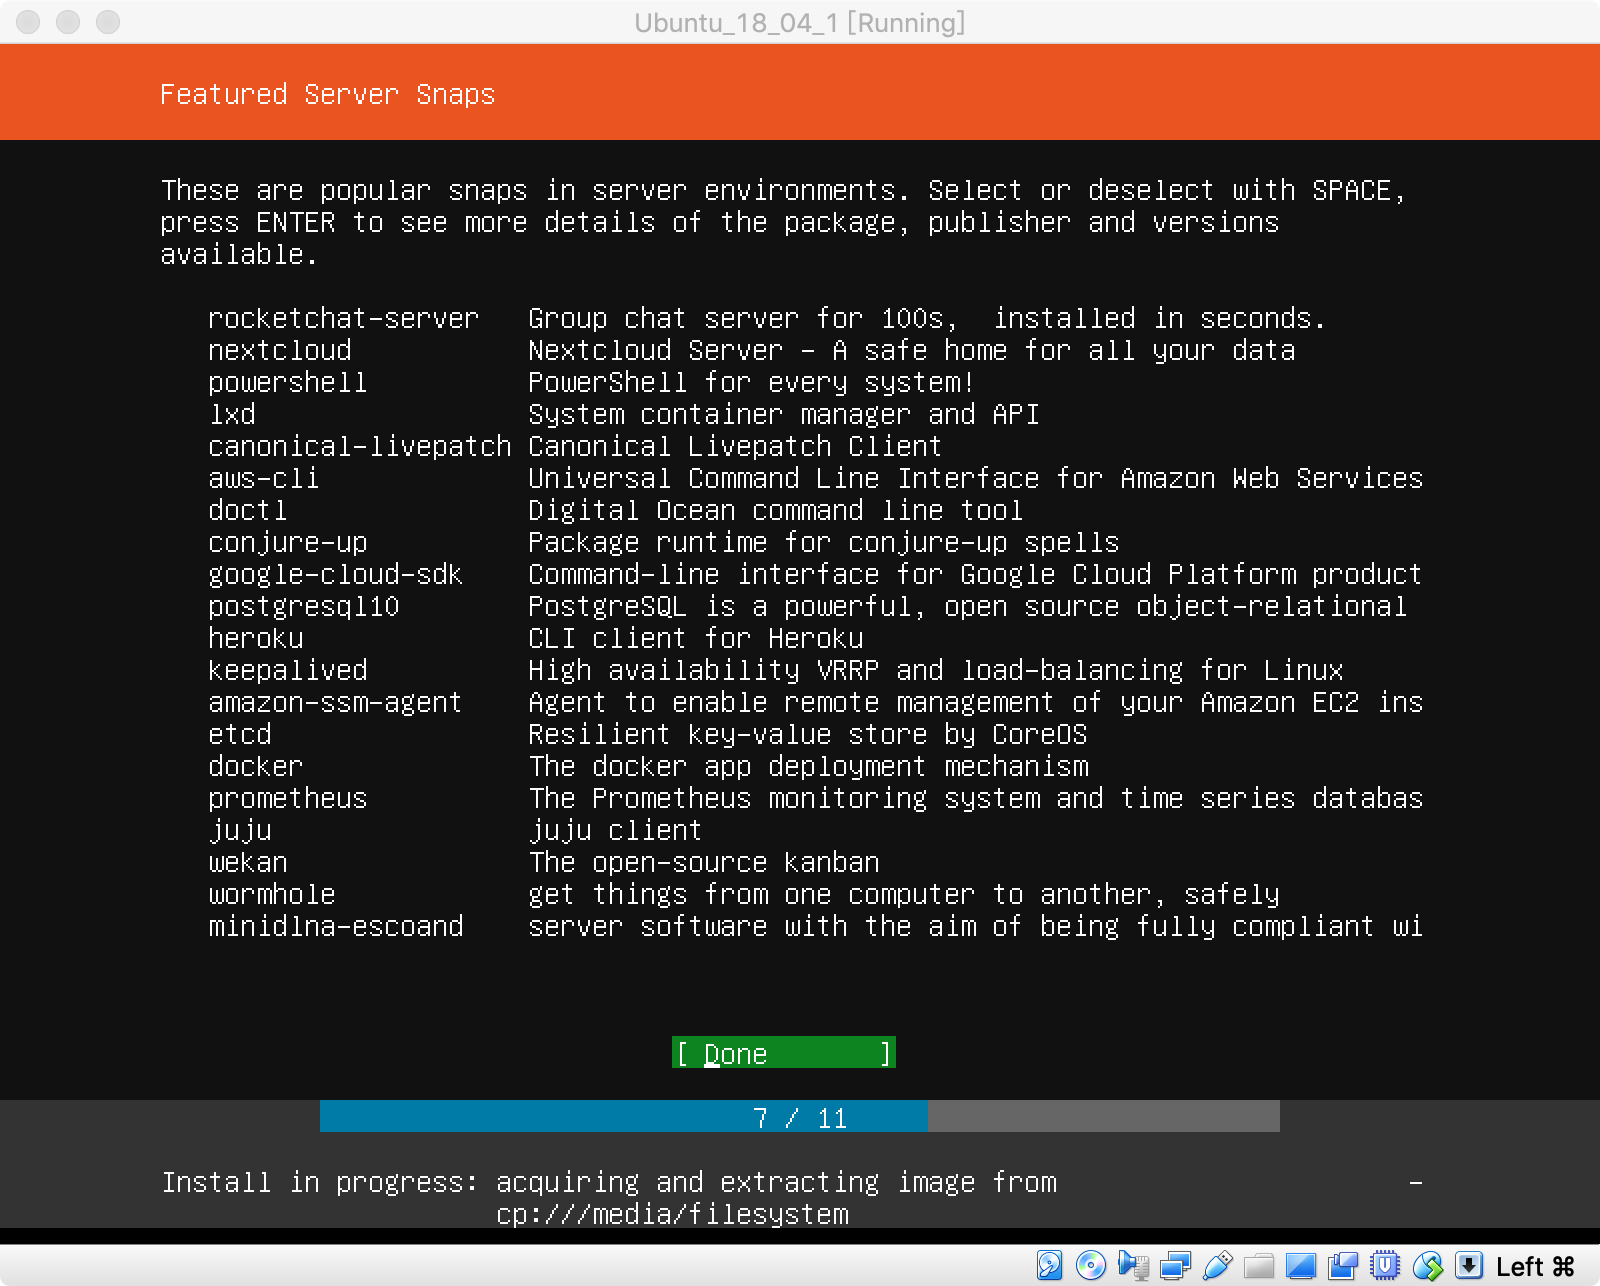 Ubuntu_18_04_1 [Running]
Featured Server Snaps
These are popular snaps in server environments. Select or deselect with SPACE,
press ENTER to see more details of the package, publisher and versions
available.
rocketchat-server Group chat server for 100s,  installed in seconds.
nextcloud Nextcloud Server - A safe home for all your data
powershell PowerShell for every system!
lxd System container manager and API
canonical-livepatch Canonical Livepatch Client
aws-cli Universal Command Line Interface for Amazon Web Services
doctl Digital Ocean command line tool
conjure-up Package runtime for conjure-up spells
google-cloud-sdk Command-line interface for Google Cloud Platform product
postgresql10 PostgreSQL is a powerful, open source object-relational
heroku CLI client for Heroku
keepalived High availability VRRP and load-balancing for Linux
amazon-ssm-agent Agent to enable remote management of your Amazon EC2 ins
etcd Resilient key-value store by CoreOS
docker The docker app deployment mechanism
prometheus The Prometheus monitoring system and time series databas
juju juju client
wekan The open-source kanban
wormhole get things from one computer to another, safely
minidlna-escoand server software with the aim of being fully compliant wi
[ Done ]
7 / 11
Install in progress: acquiring and extracting image from -
cp:///media/filesystem
Left ⌘